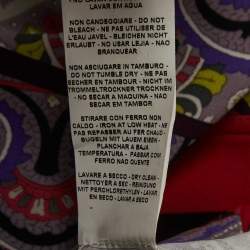 LAVAR EM AGUA
NON CANDEGGIARE - DO NOT
BLEACH - NE PAS UTILISER
D'EAU JAVEL - BLEICHEN NICHT
ERLAUBT - NO USAR LEJIA - NAO
BRANQUEAR
NON ASCIUGARE IN TAMBURO -
DO NOT TUMBLE DRY - NE PAS
SECHER EN TAMBOUR - NICHT IM
TROMMELTROCKNER TROCKNEN
- NO SECAR A MAQUINA - NAO
SECAR A MAQUINA
STIRARE CON FERRO NON
CALDO - IRON AT LOW HEAT - NE
PAS REPASSER AU FER CHAUD -
BUGELN MIT LAUEM EISEN -
PLANCHAR A BAJA
TEMPERATURA - PASSAR COM
FERRO NAO QUENTE
LAVARE A SECCO - DRY CLEAN -
NETTOYER A SEC - REINIGUNG
MIT PERCHLORETHYLEN - LAVAR
EN SECO - LAVAR A SECO